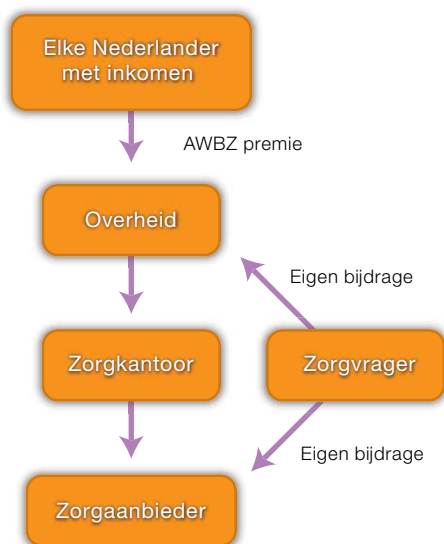 Elke Nederlander
met inkomen
AWBZ premie
Overheid
Eigen bijdrage
Zorgkantoor
Zorgvrager
Eigen bijdrage
Zorgaanbieder